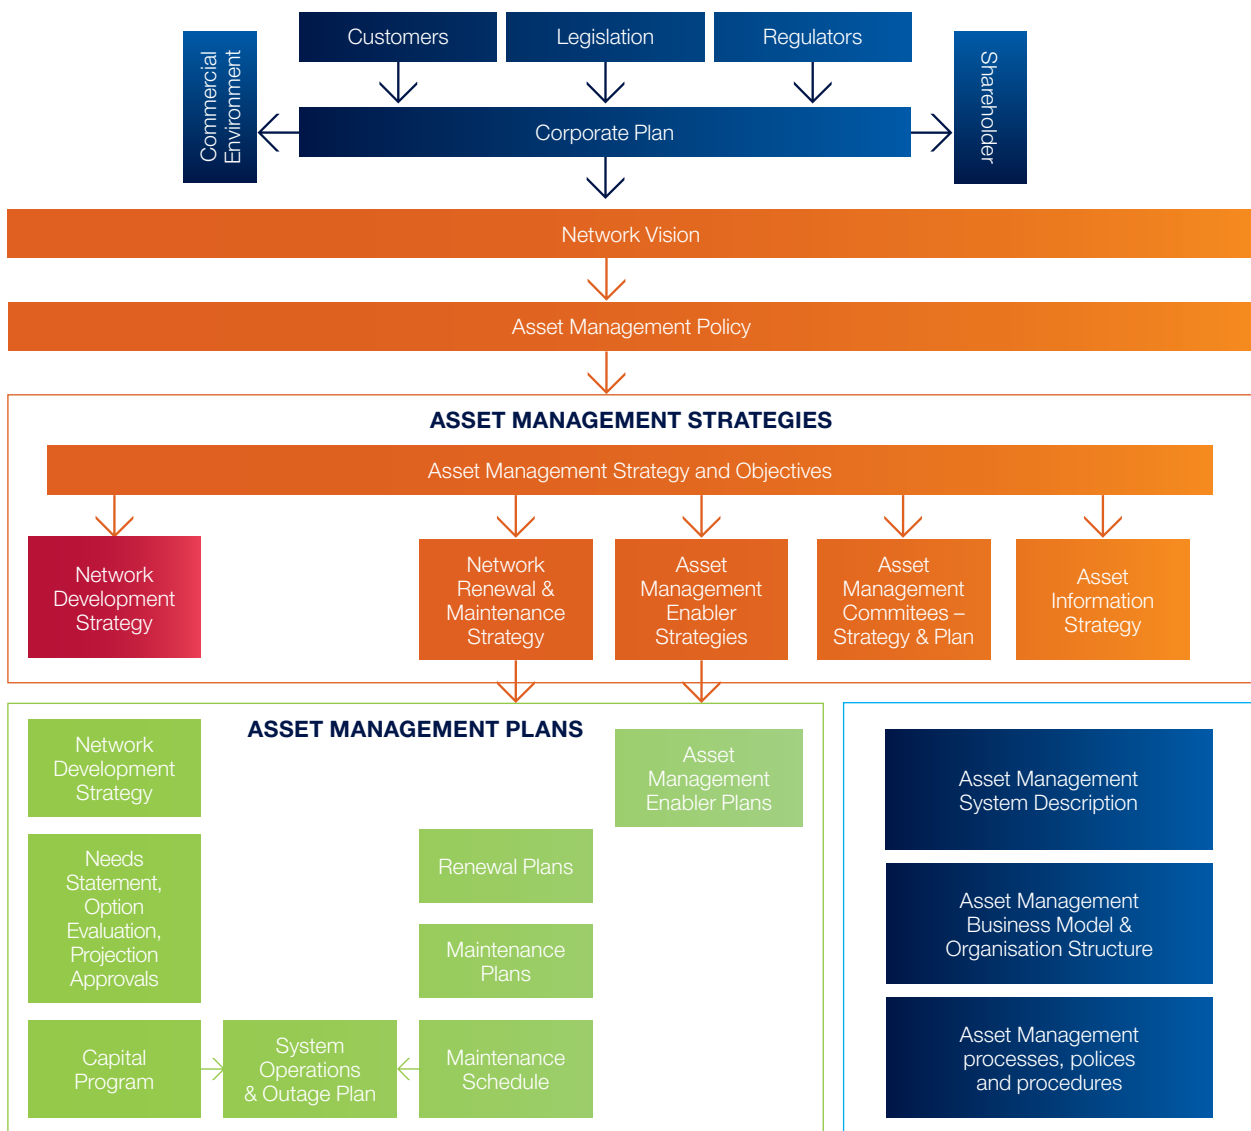 Customers
Legislation
Regulators
Commercial
Environment
Shareholder
Corporate Plan
Network Vision
Asset Management Policy
ASSET MANAGEMENT STRATEGIES
Asset Management Strategy and Objectives
Network
Development
Strategy
Network
Renewal &
Maintenance
Strategy
Asset
Management
Enabler
Strategies
Asset
Management
Commitees –
Strategy & Plan
Asset
Information
Strategy
ASSET MANAGEMENT PLANS
Network
Development
Strategy
Needs
Statement,
Option
Evaluation,
Projection
Approvals
Capital
Program
System
Operations
& Outage Plan
Renewal Plans
Maintenance
Plans
Maintenance
Schedule
Asset
Management
Enabler Plans
Asset Management
System Description
Asset Management
Business Model &
Organisation Structure
Asset Management
processes, polices
and procedures